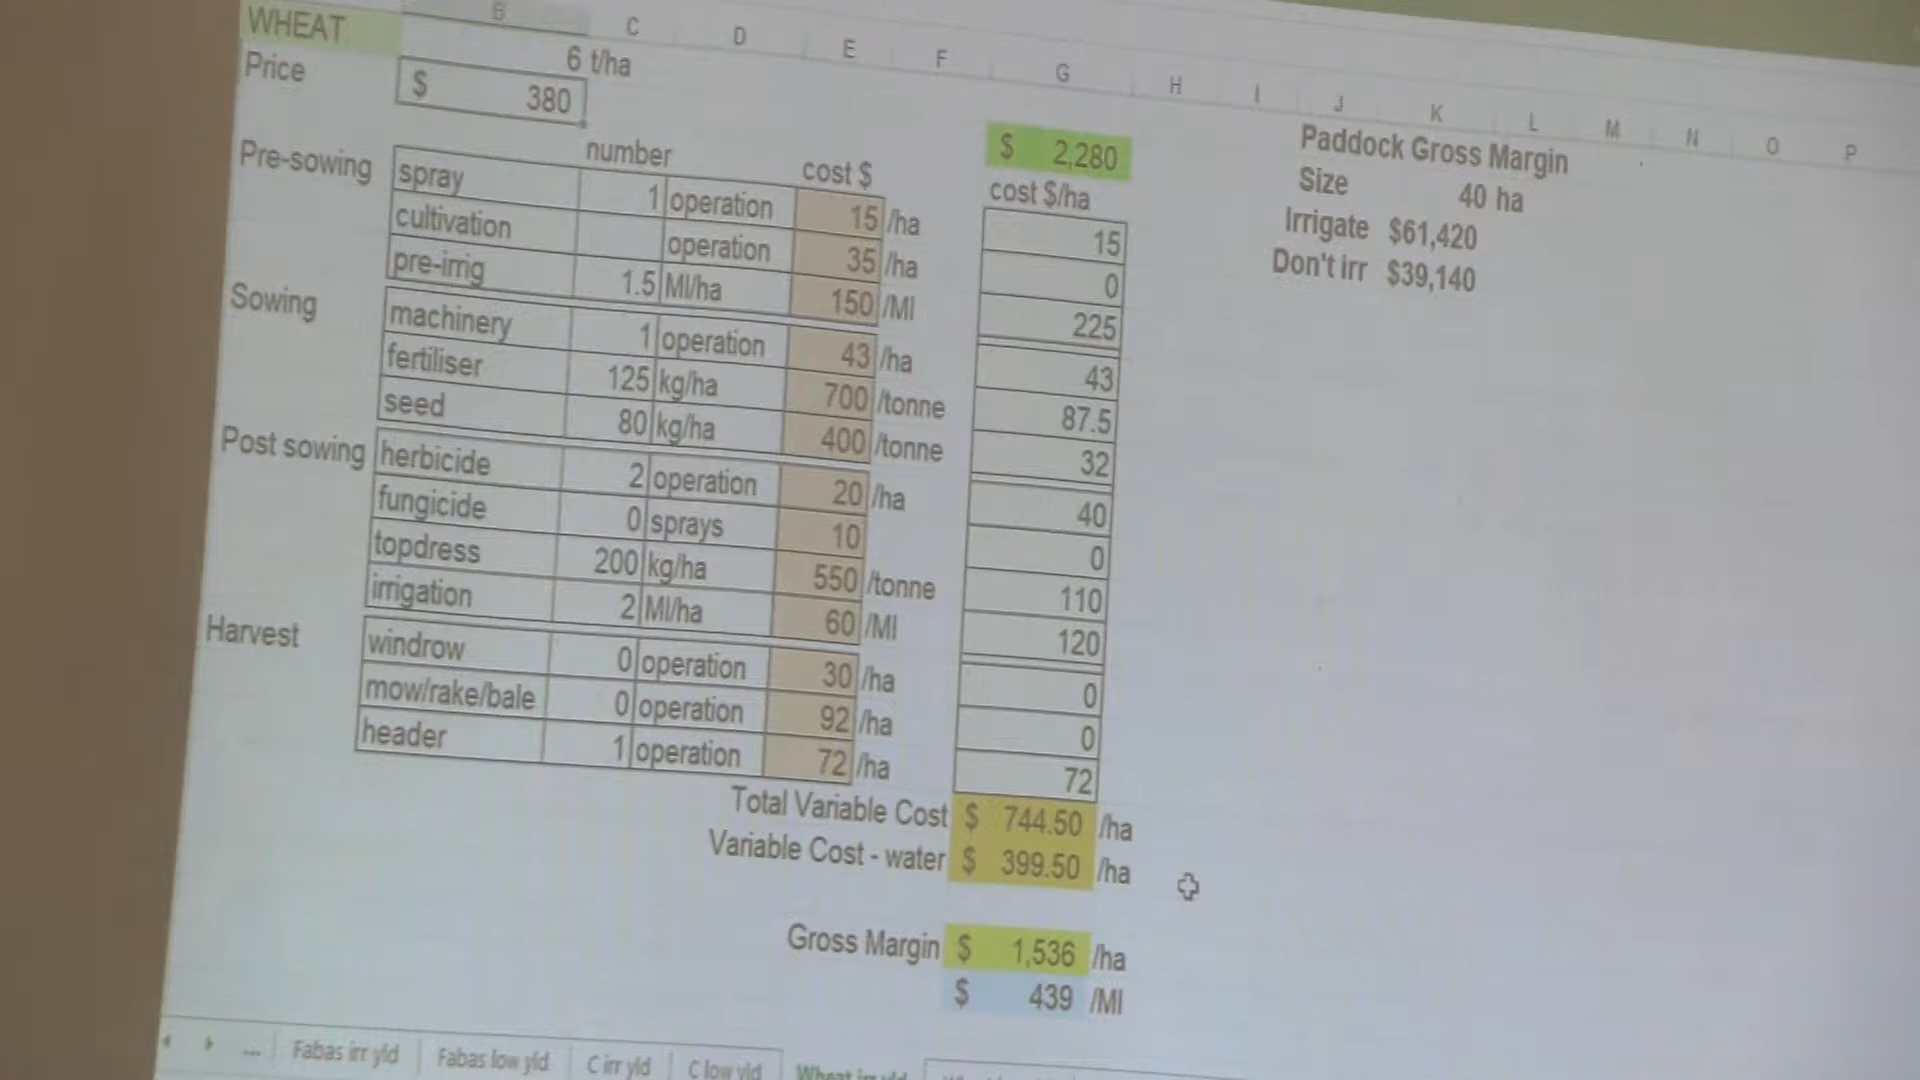 B C D E F G H I J K L M N O P
WHEAT 6 t/ha
Price $ 380
$ 2,280
number cost $ cost $/ha
Pre-sowing spray 1 operation 15 /ha 15
cultivation operation 35 /ha 0
pre-irrig 1.5 Ml/ha 150 /Ml 225
Sowing machinery 1 operation 43 /ha 43
fertiliser 125 kg/ha 700 /tonne 87.5
seed 80 kg/ha 400 /tonne 32
Post sowing herbicide 2 operation 20 /ha 40
fungicide 0 sprays 10 0
topdress 200 kg/ha 550 /tonne 110
irrigation 2 Ml/ha 60 /Ml 120
Harvest windrow 0 operation 30 /ha 0
mow/rake/bale 0 operation 92 /ha 0
header 1 operation 72 /ha 72
Total Variable Cost $ 744.50 /ha
Variable Cost - water $ 399.50 /ha
Gross Margin $ 1,536 /ha
$ 439 /Ml
Paddock Gross Margin
Size 40 ha
Irrigate $61,420
Don't irr $39,140
... Fabas irr yld Fabas low yld C irr yld C low yld Wheat irr yld